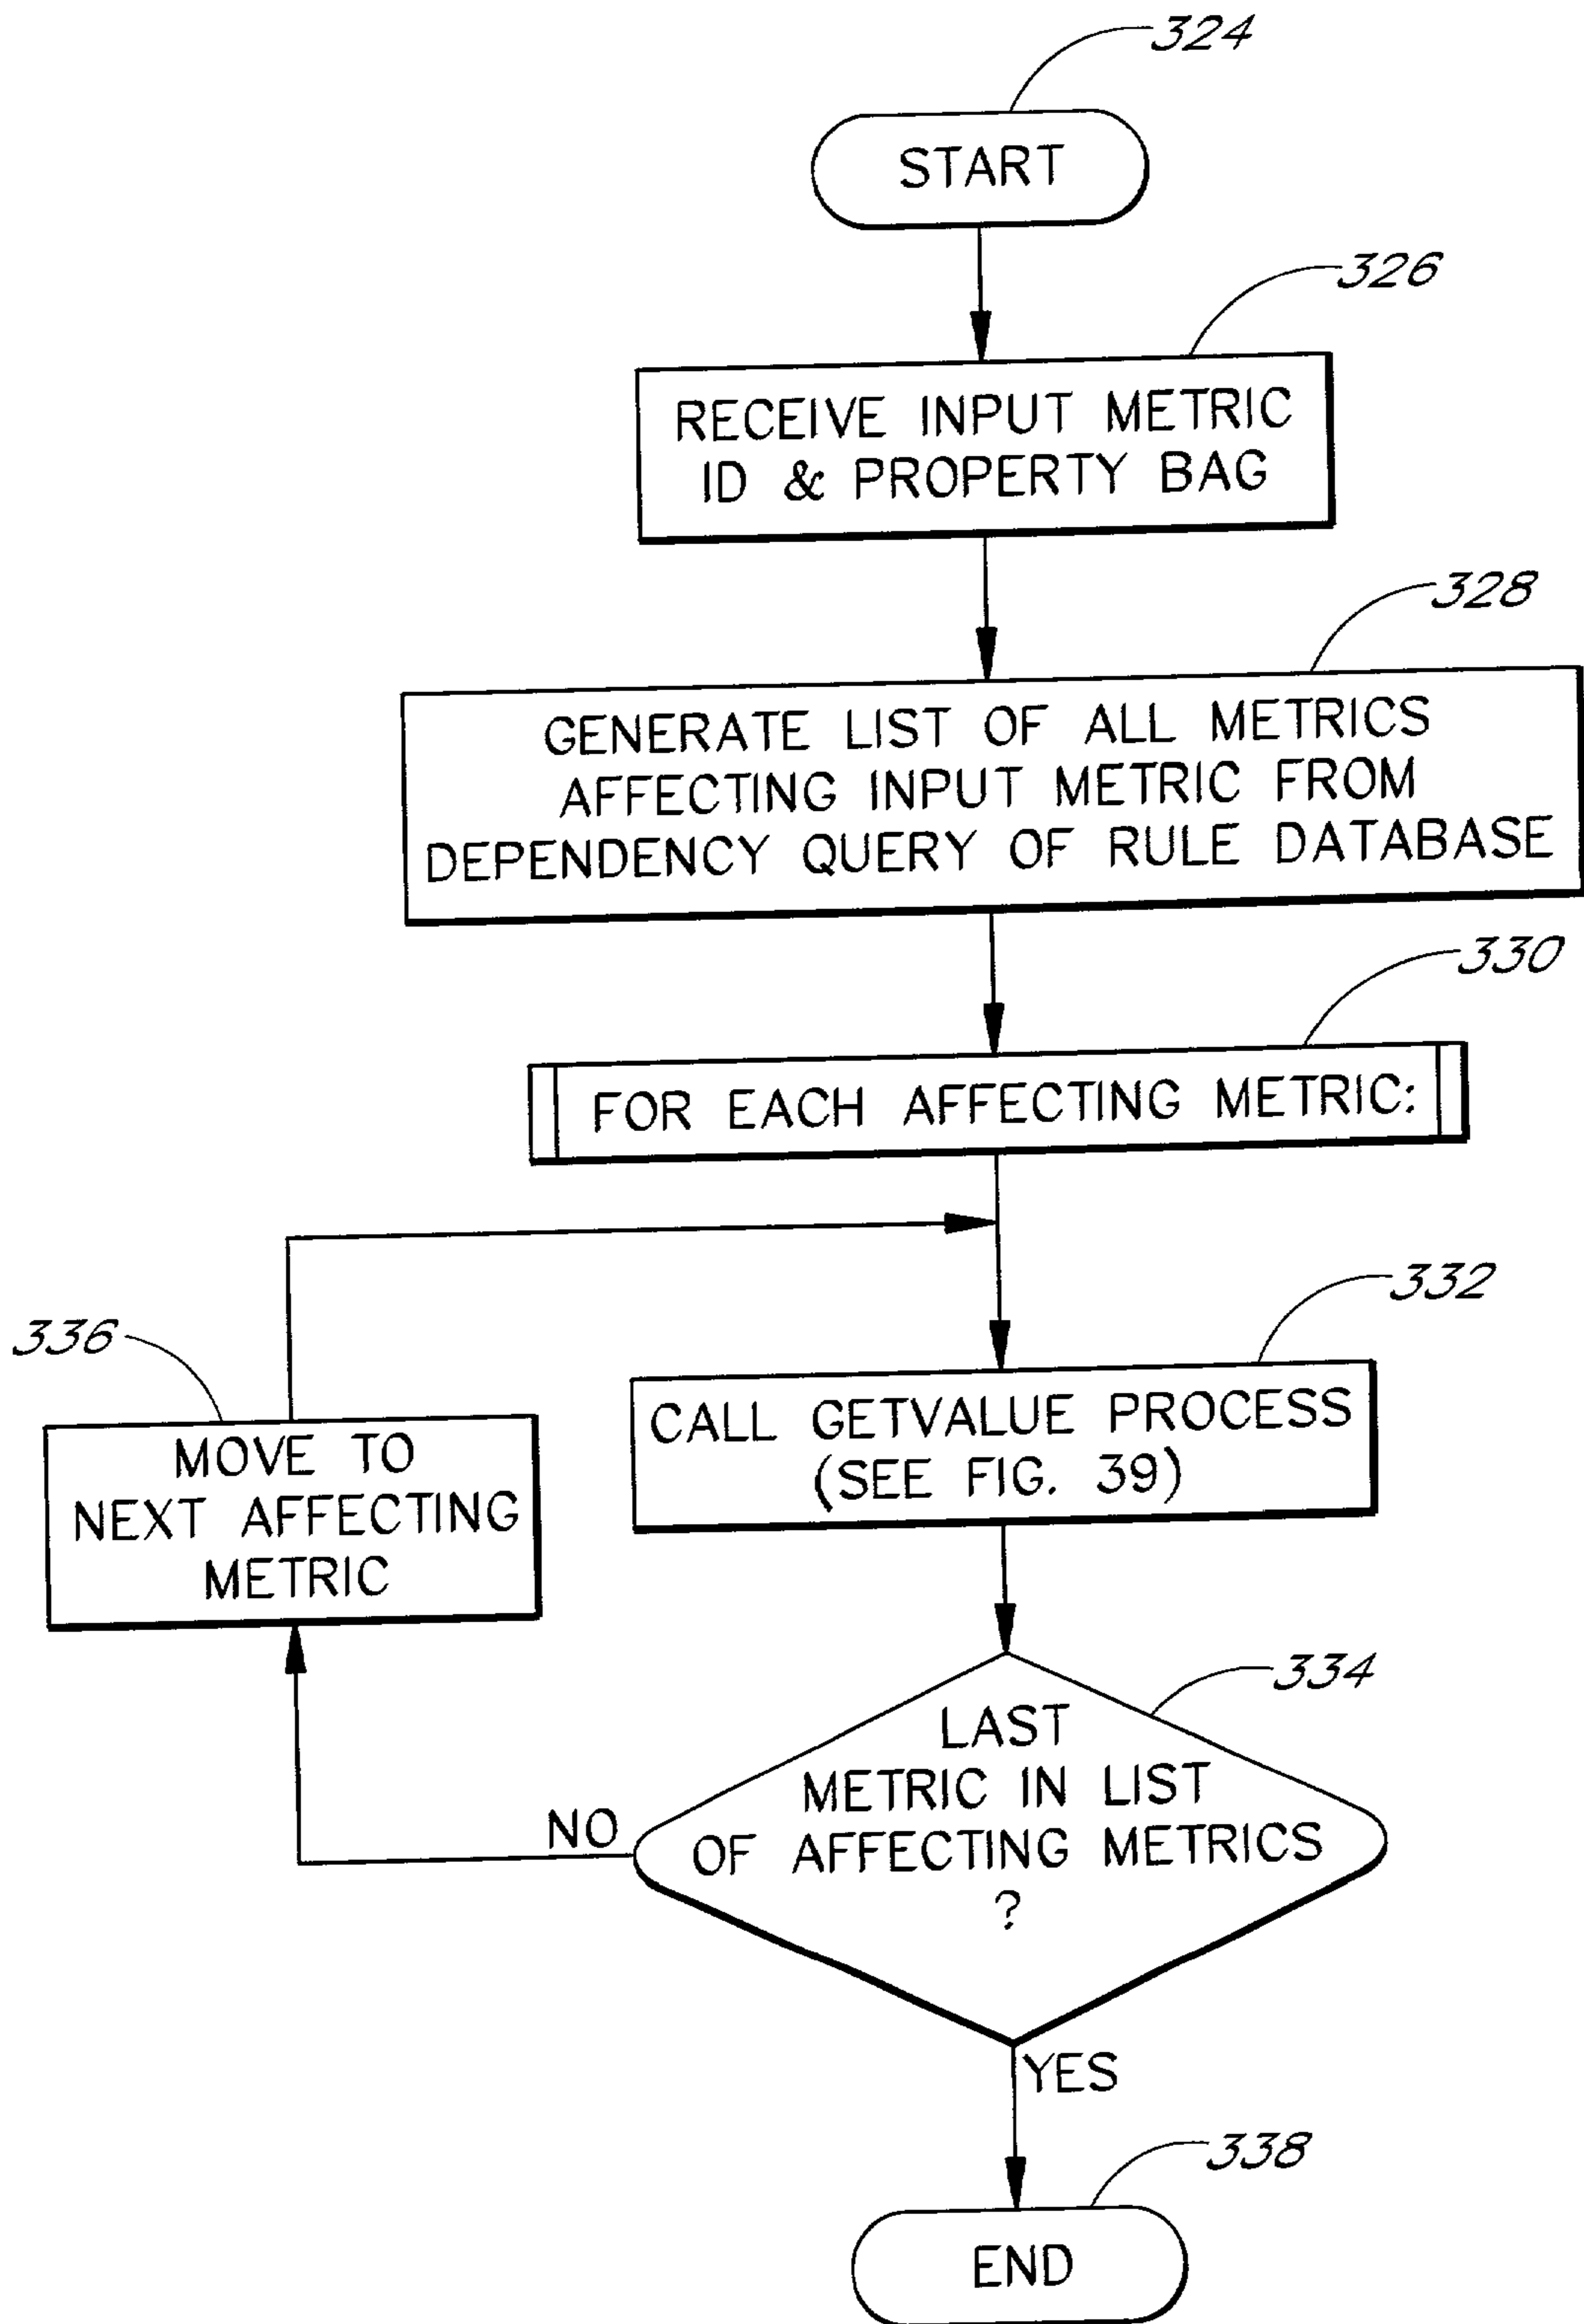 324
START
326
RECEIVE INPUT METRIC
ID & PROPERTY BAG
328
GENERATE LIST OF ALL METRICS
AFFECTING INPUT METRIC FROM
DEPENDENCY QUERY OF RULE DATABASE
330
FOR EACH AFFECTING METRIC:
332
CALL GETVALUE PROCESS
(SEE FIG. 39)
336
MOVE TO
NEXT AFFECTING
METRIC
334
LAST
METRIC IN LIST
OF AFFECTING METRICS
?
NO
YES
338
END